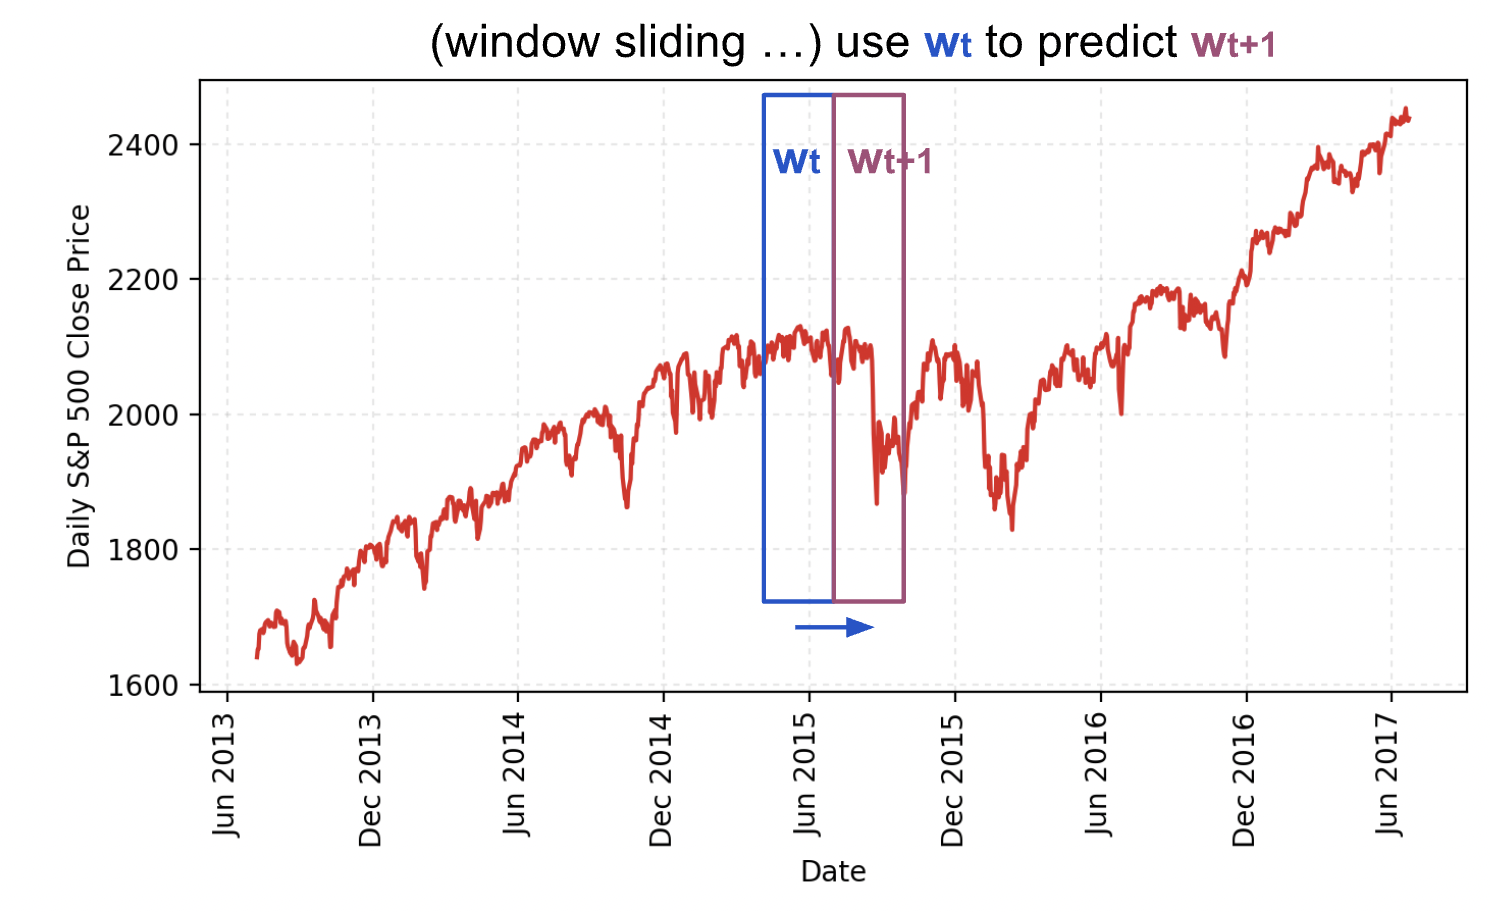 (window sliding …) use Wt to predict Wt+1
Wt
Wt+1
Daily S&P 500 Close Price
2400
2200
2000
1800
1600
Jun 2013
Dec 2013
Jun 2014
Dec 2014
Jun 2015
Dec 2015
Jun 2016
Dec 2016
Jun 2017
Date